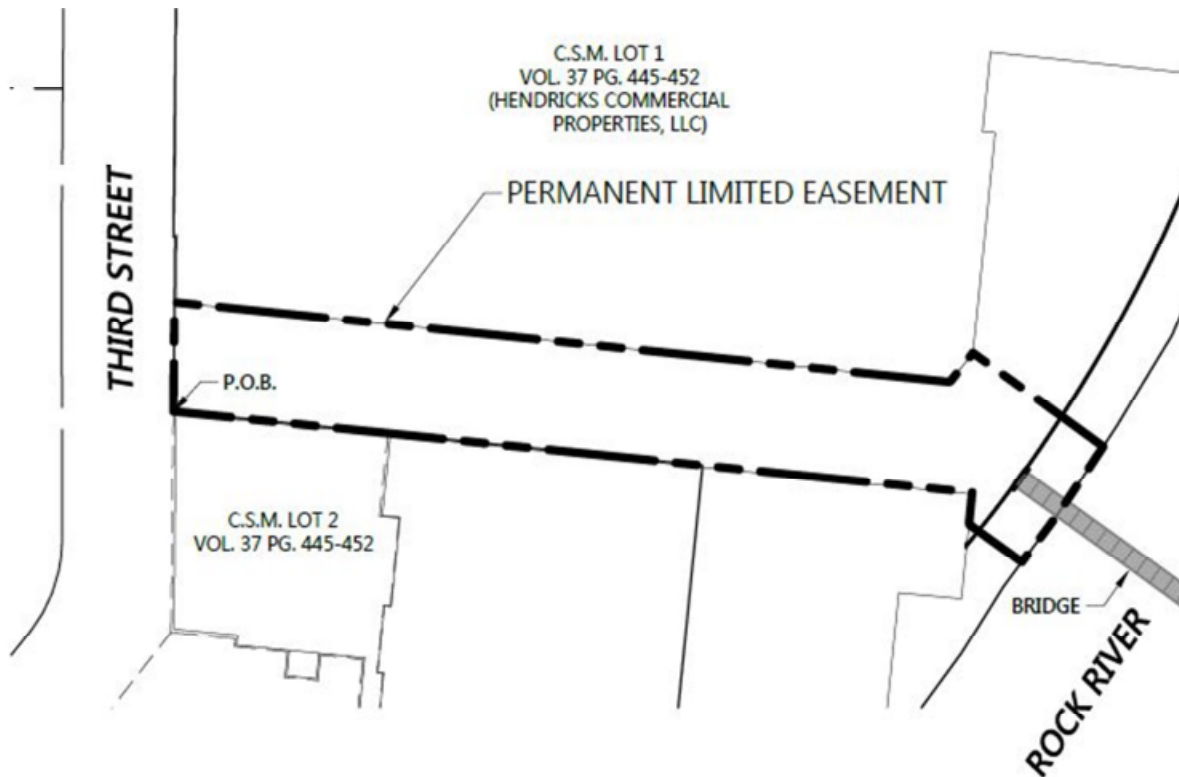 C.S.M. LOT 1
VOL. 37 PG. 445-452
(HENDRICKS COMMERCIAL
PROPERTIES, LLC)
PERMANENT LIMITED EASEMENT
THIRD STREET
P.O.B.
C.S.M. LOT 2
VOL. 37 PG. 445-452
BRIDGE
ROCK RIVER